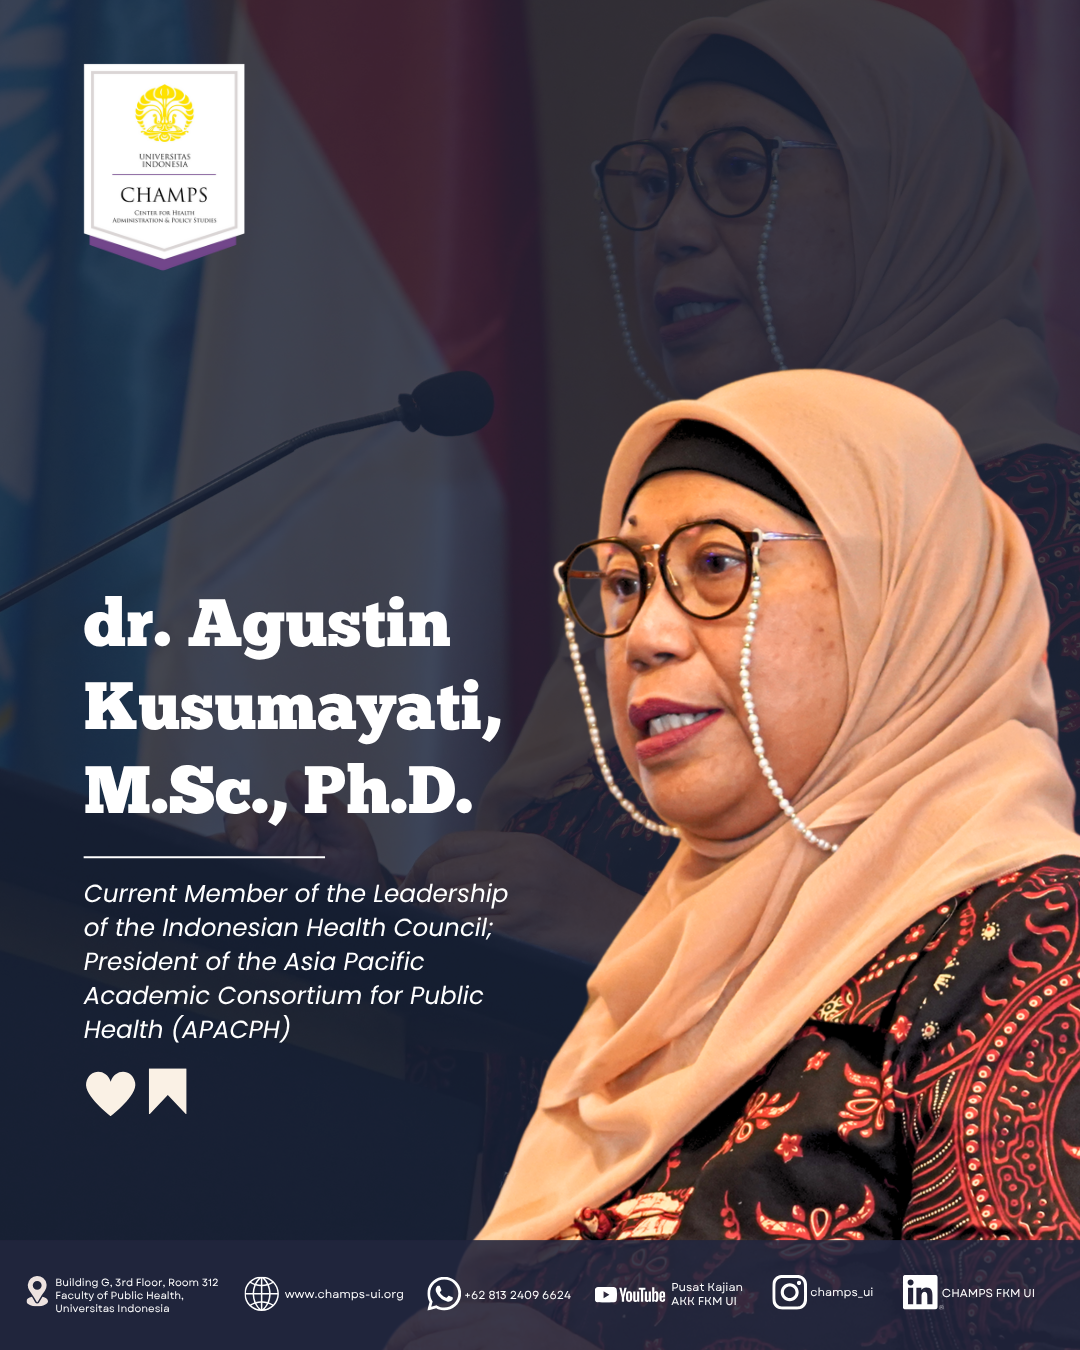 UNIVERSITAS
INDONESIA
CHAMPS
CENTER FOR HEALTH
ADMINISTRATION & POLICY STUDIES
dr. Agustin
Kusumayati,
M.Sc., Ph.D.
Current Member of the Leadership
of the Indonesian Health Council;
President of the Asia Pacific
Academic Consortium for Public
Health (APACPH)
Building G, 3rd Floor, Room 312
Faculty of Public Health,
Universitas Indonesia
www.champs-ui.org
+62 813 2409 6624
YouTube
Pusat Kajian
AKK FKM UI
champs_ui
in
CHAMPS FKM UI